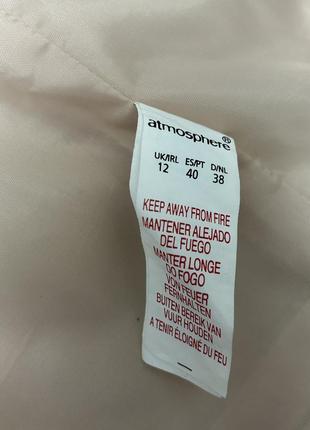 atmosphere®
UK/IRL ES/PT D/NL
12 40 38
KEEP AWAY FROM FIRE
MANTENER ALEJADO
DEL FUEGO
MANTER LONGE
DO FOGO
VON FEUER
FERNHALTEN
BUITEN BEREIK VAN
VUUR HOUDEN
A TENIR ÉLOIGNÉ DU FEU